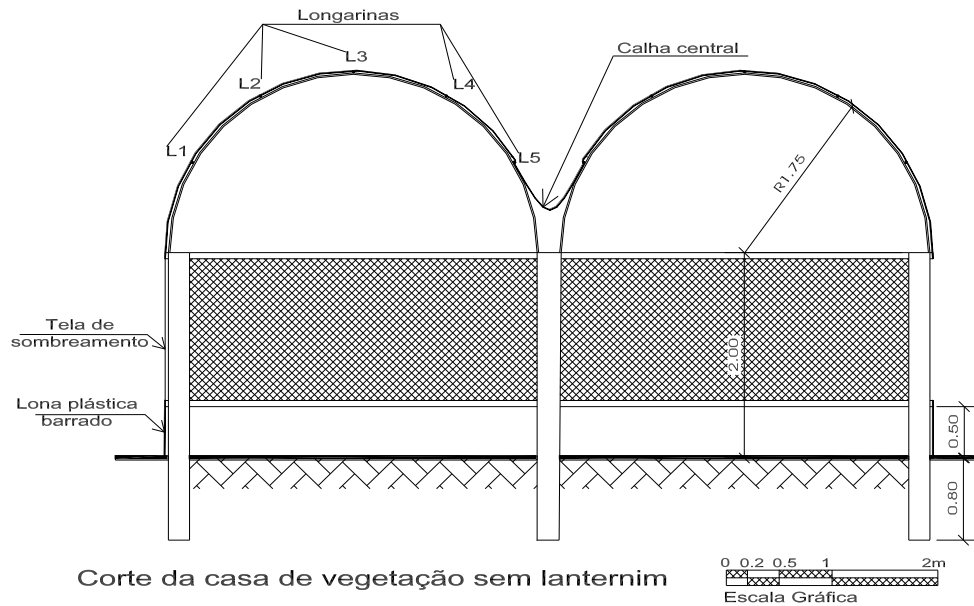 Longarinas
Calha central
L3
L2
L4
L1
L5
R1.75
Tela de
sombreamento
2.00
Lona plástica
barrado
0.50
0.80
Corte da casa de vegetação sem lanternim
0 0.2 0.5 1 2m
Escala Gráfica